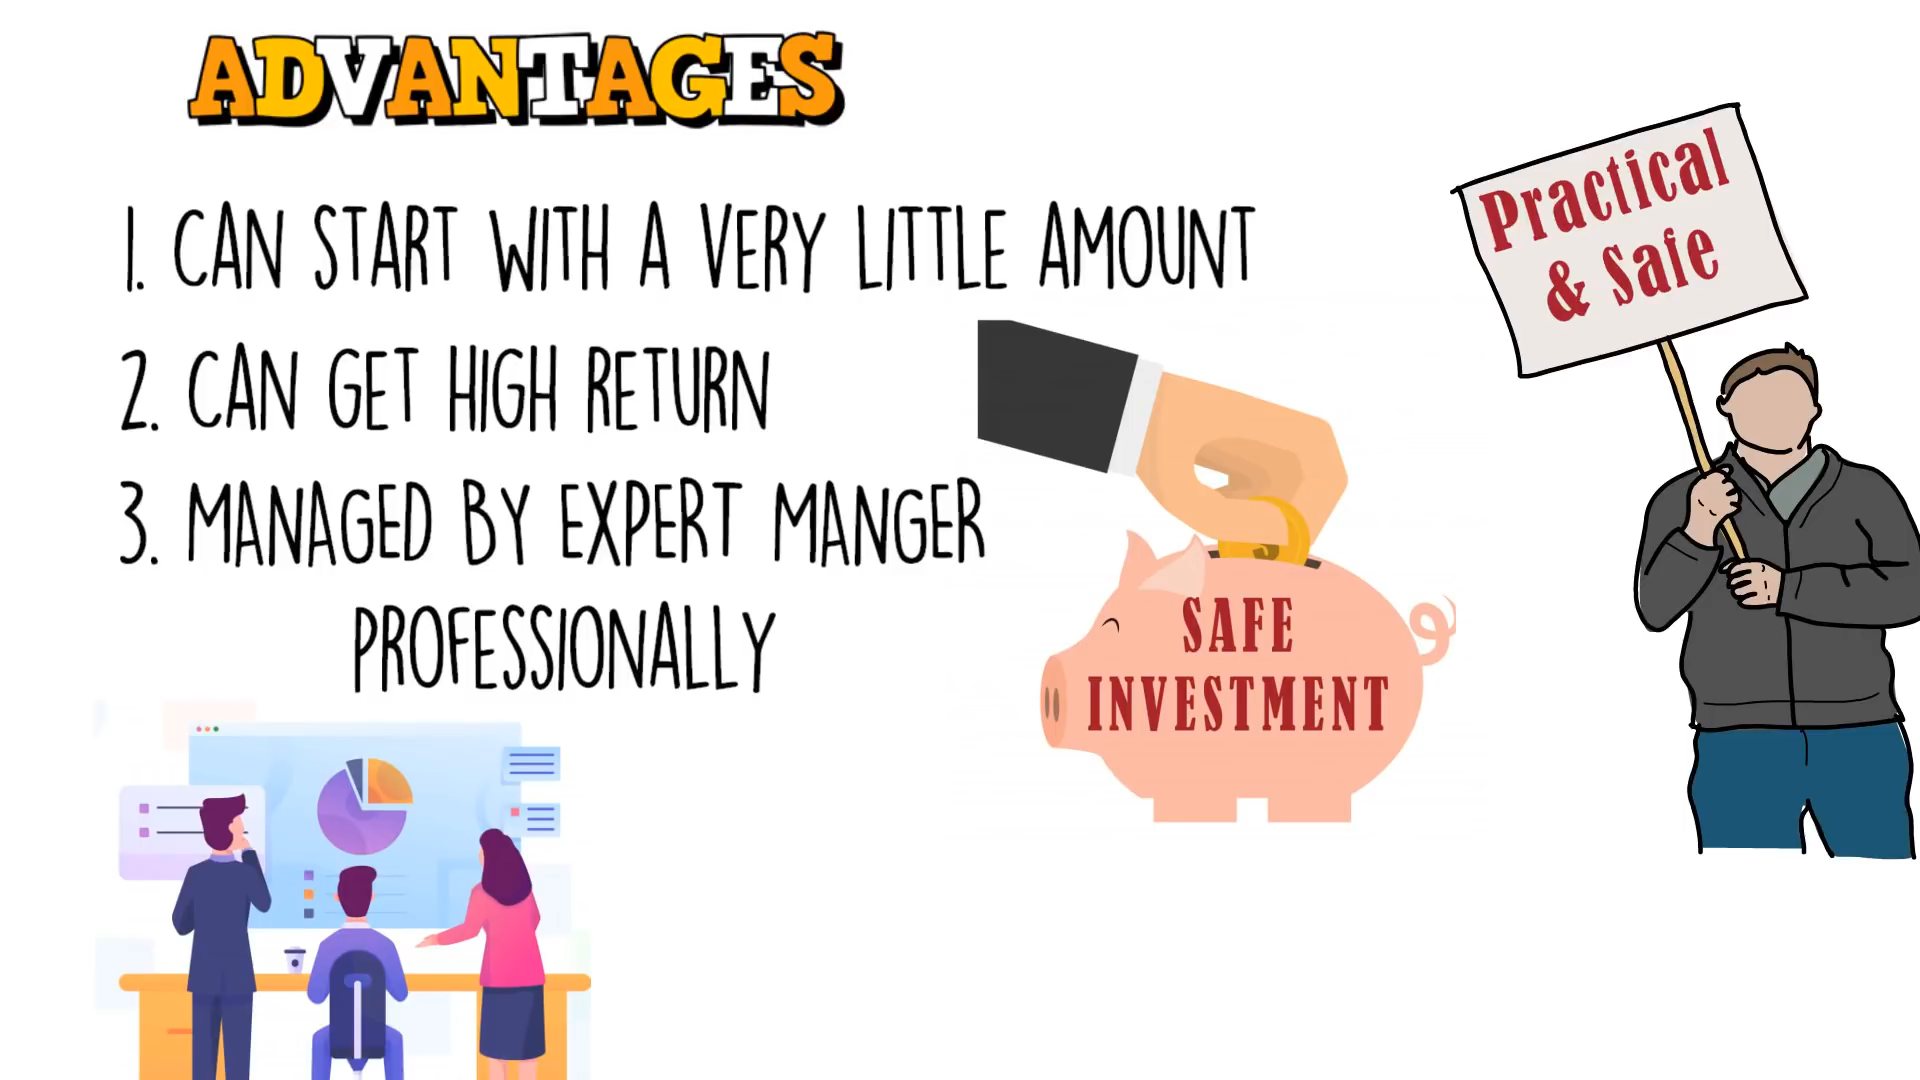 ADVANTAGES
1. CAN START WITH A VERY LITTLE AMOUNT
2. CAN GET HIGH RETURN
3. MANAGED BY EXPERT MANGER
PROFESSIONALLY
SAFE
INVESTMENT
Practical
& Safe